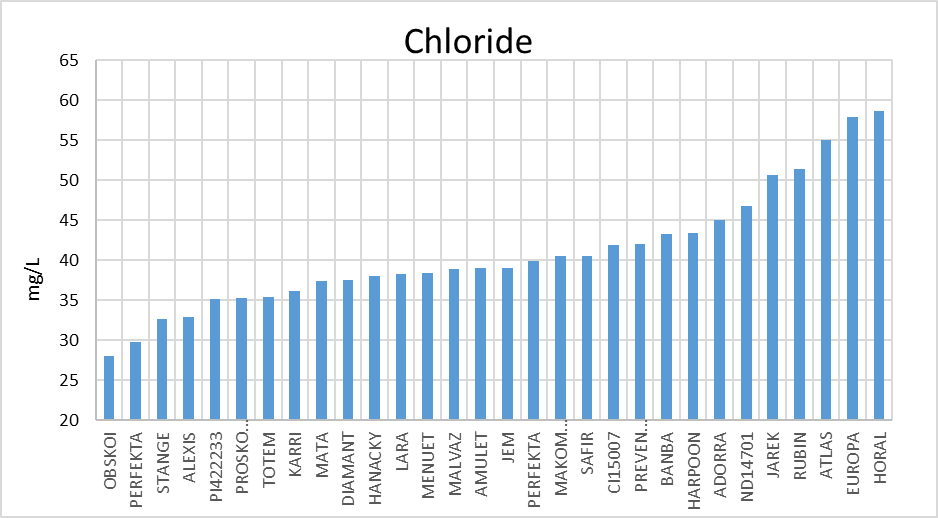 Chloride
65
60
55
50
45
40
35
30
25
20
mg/L
OBSKOI
PERFEKTA
STANGE
ALEXIS
PI422233
PROSKO...
TOTEM
KARRI
MATA
DIAMANT
HANACKY
LARA
MENUET
MALVAZ
AMULET
JEM
PERFEKTA
MAKOM...
SAFIR
CI15007
PREVEN...
BANBA
HARPOON
ADORRA
ND14701
JAREK
RUBIN
ATLAS
EUROPA
HORAL